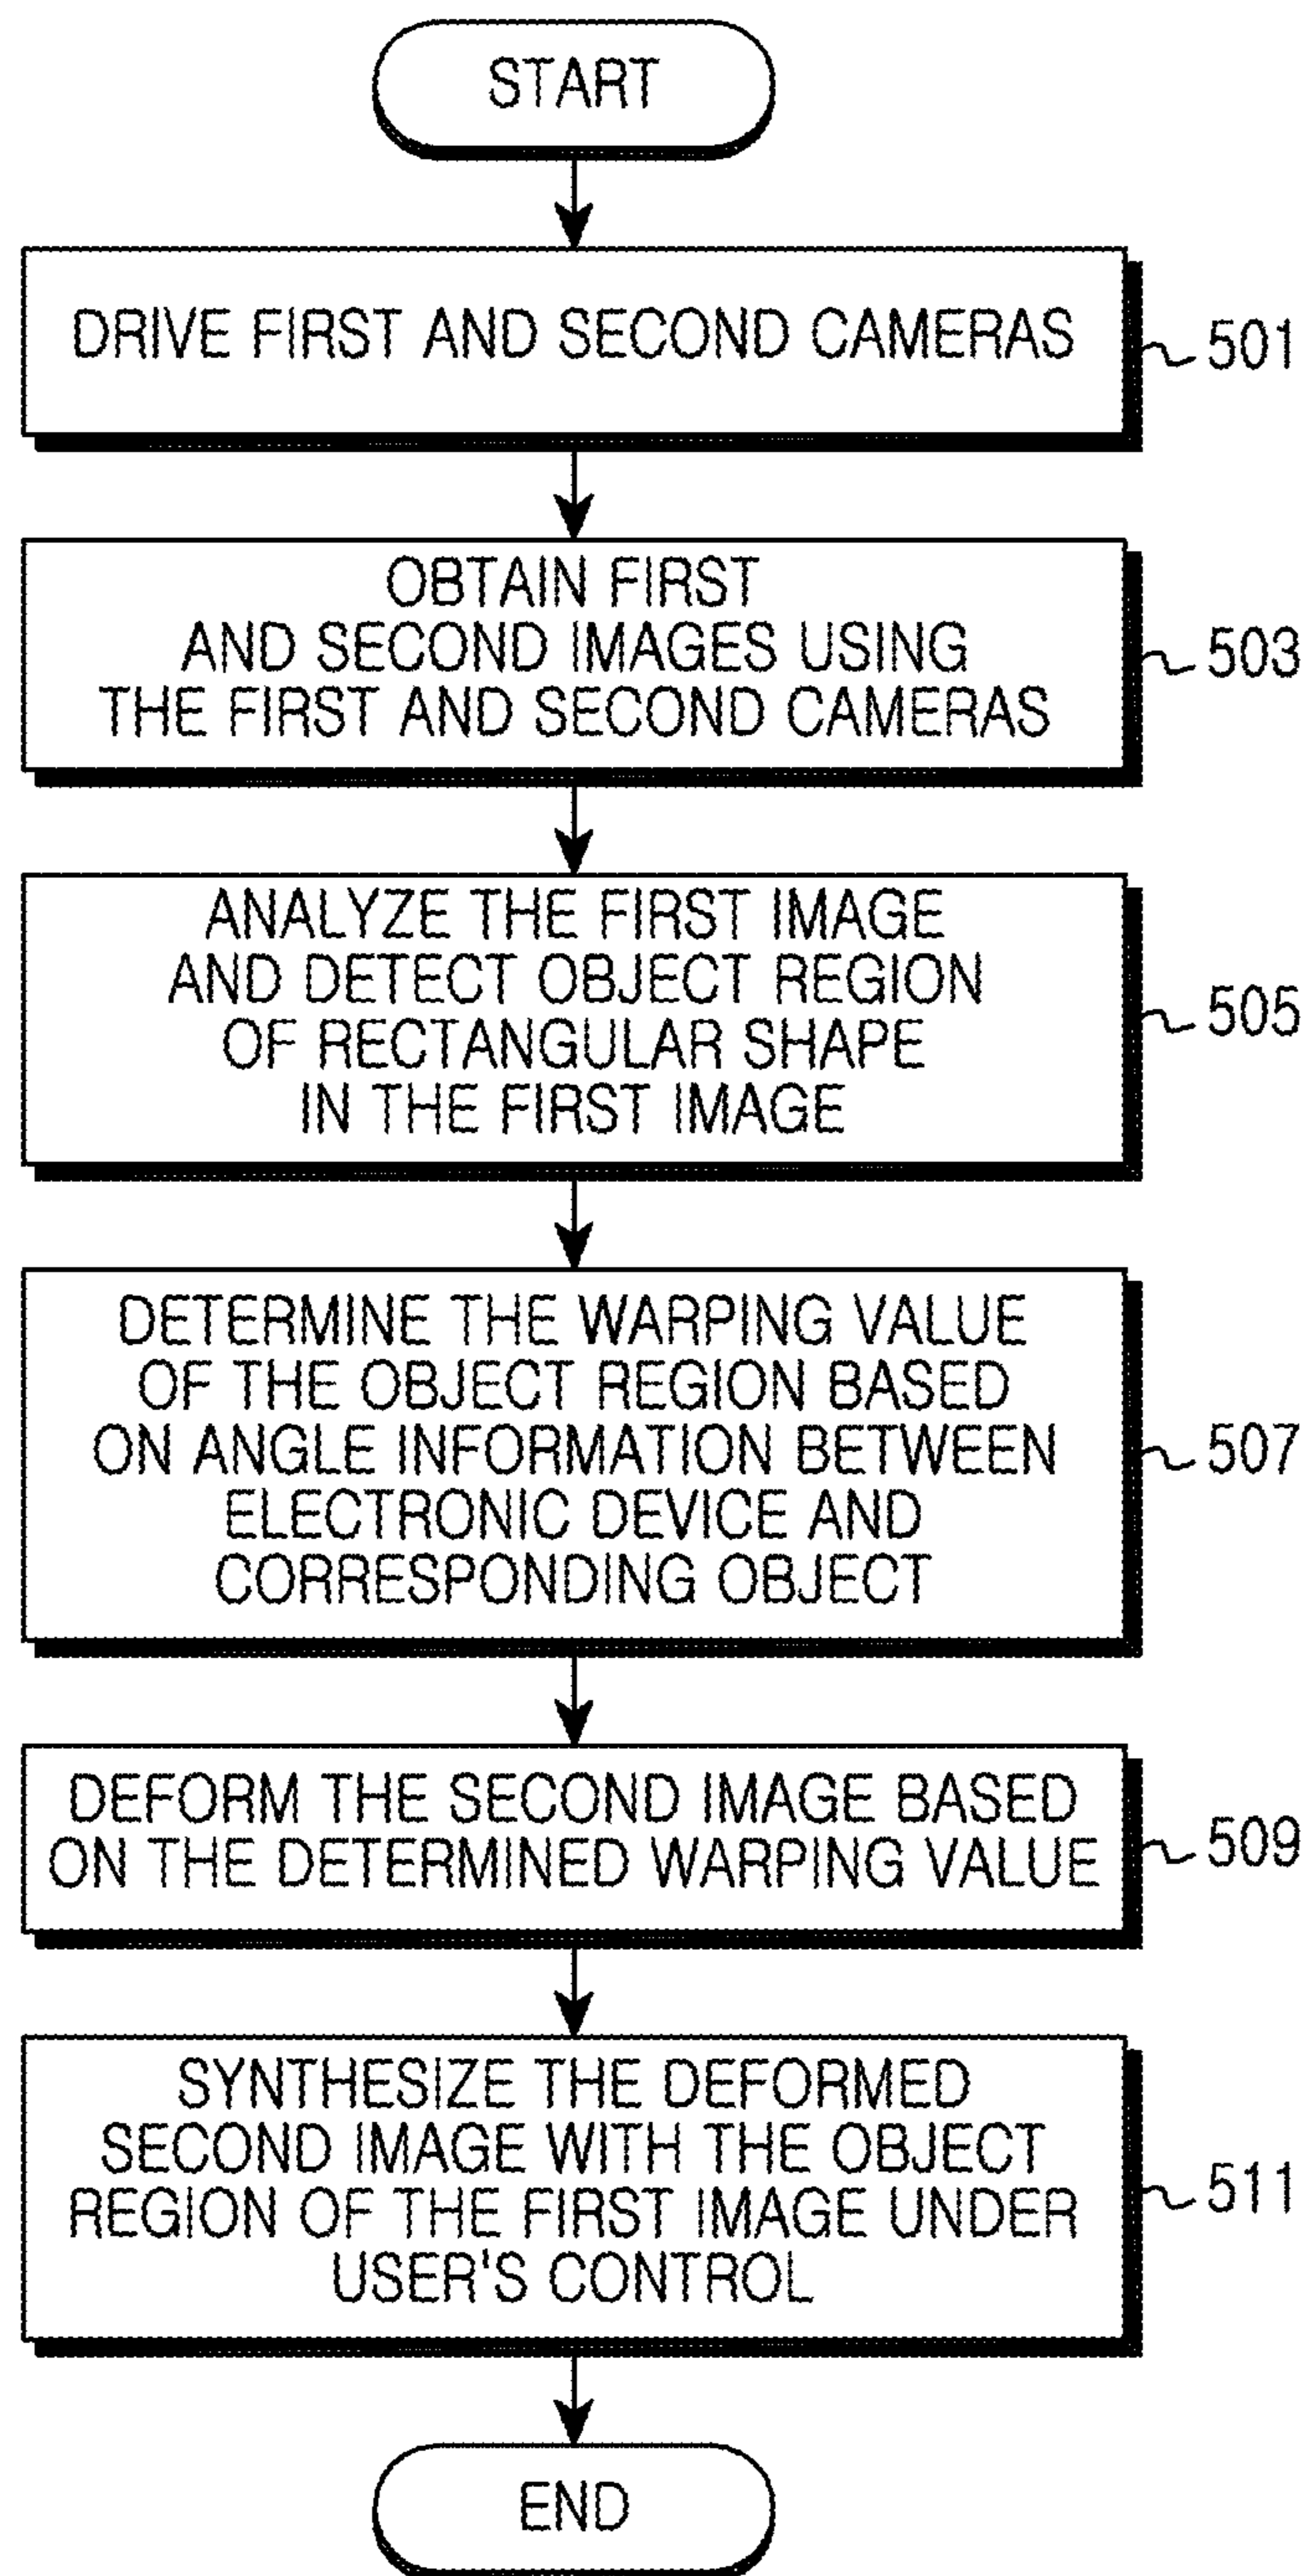 START
DRIVE FIRST AND SECOND CAMERAS
501
OBTAIN FIRST
AND SECOND IMAGES USING
THE FIRST AND SECOND CAMERAS
503
ANALYZE THE FIRST IMAGE
AND DETECT OBJECT REGION
OF RECTANGULAR SHAPE
IN THE FIRST IMAGE
505
DETERMINE THE WARPING VALUE
OF THE OBJECT REGION BASED
ON ANGLE INFORMATION BETWEEN
ELECTRONIC DEVICE AND
CORRESPONDING OBJECT
507
DEFORM THE SECOND IMAGE BASED
ON THE DETERMINED WARPING VALUE
509
SYNTHESIZE THE DEFORMED
SECOND IMAGE WITH THE OBJECT
REGION OF THE FIRST IMAGE UNDER
USER'S CONTROL
511
END